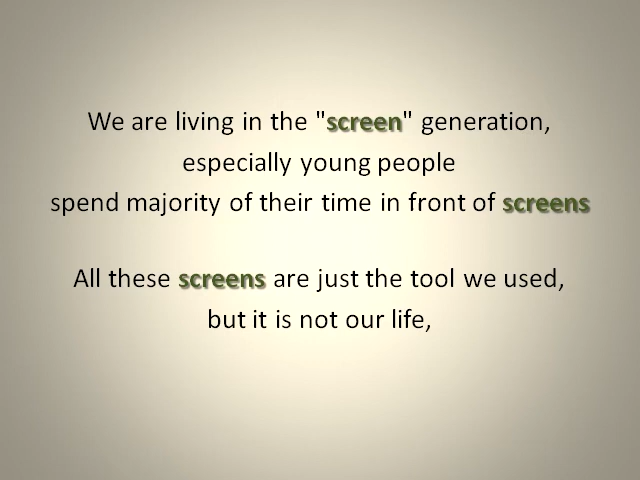 We are living in the "screen" generation,
especially young people
spend majority of their time in front of screens
All these screens are just the tool we used,
but it is not our life,